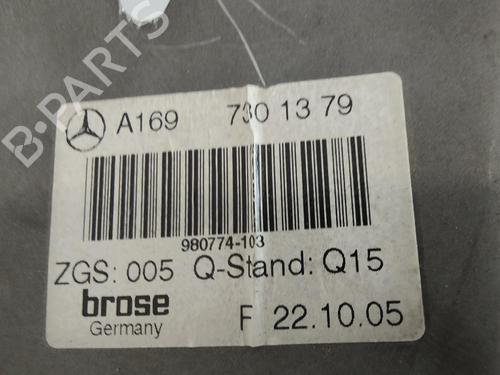 B-PARTS
A169 730 13 79
980774-103
ZGS: 005 Q-Stand: Q15
brose
Germany F 22.10.05